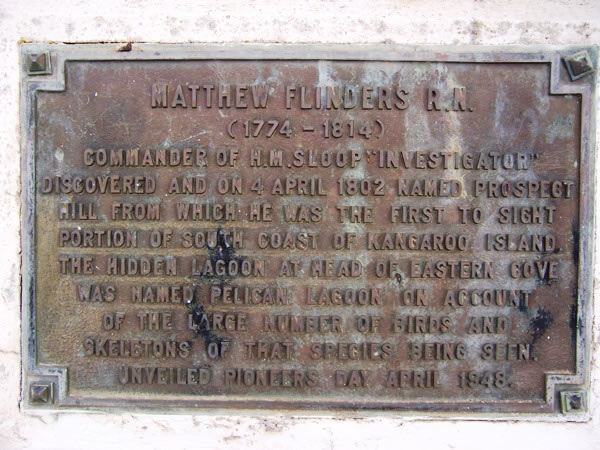 MATTHEW FLINDERS R.N.
(1774 - 1814)
COMMANDER OF H.M. SLOOP "INVESTIGATOR"
DISCOVERED AND ON 4 APRIL 1802 NAMED PROSPECT
HILL FROM WHICH HE WAS THE FIRST TO SIGHT
PORTION OF SOUTH COAST OF KANGAROO ISLAND.
THE HIDDEN LAGOON AT HEAD OF EASTERN COVE
WAS NAMED PELICAN LAGOON ON ACCOUNT
OF THE LARGE NUMBER OF BIRDS AND
SKELETONS OF THAT SPECIES BEING SEEN.
UNVEILED PIONEERS DAY APRIL 1948.